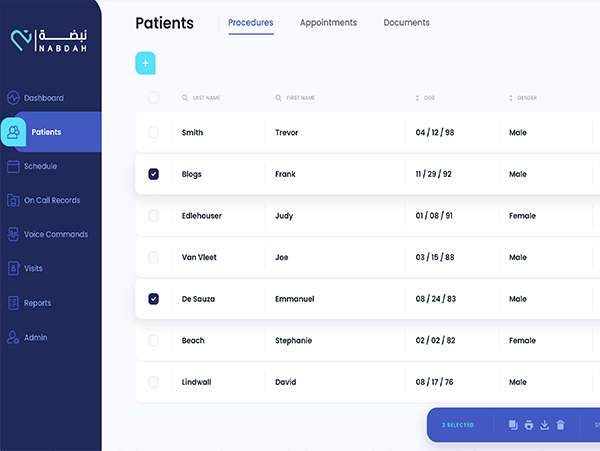 نبضة
NABDAH
Dashboard
Patients
Schedule
On Call Records
Voice Commands
Visits
Reports
Admin
Patients
Procedures
Appointments
Documents
LAST NAME
FIRST NAME
DOB
GENDER
Smith Trevor 04 / 12 / 98 Male
Blogs Frank 11 / 29 / 92 Male
Edlehouser Judy 01 / 08 / 91 Female
Van Vleet Joe 03 / 15 / 88 Male
De Sauza Emmanuel 08 / 24 / 83 Male
Beach Stephanie 02 / 02 / 82 Female
Lindwall David 08 / 17 / 76 Male
2 SELECTED